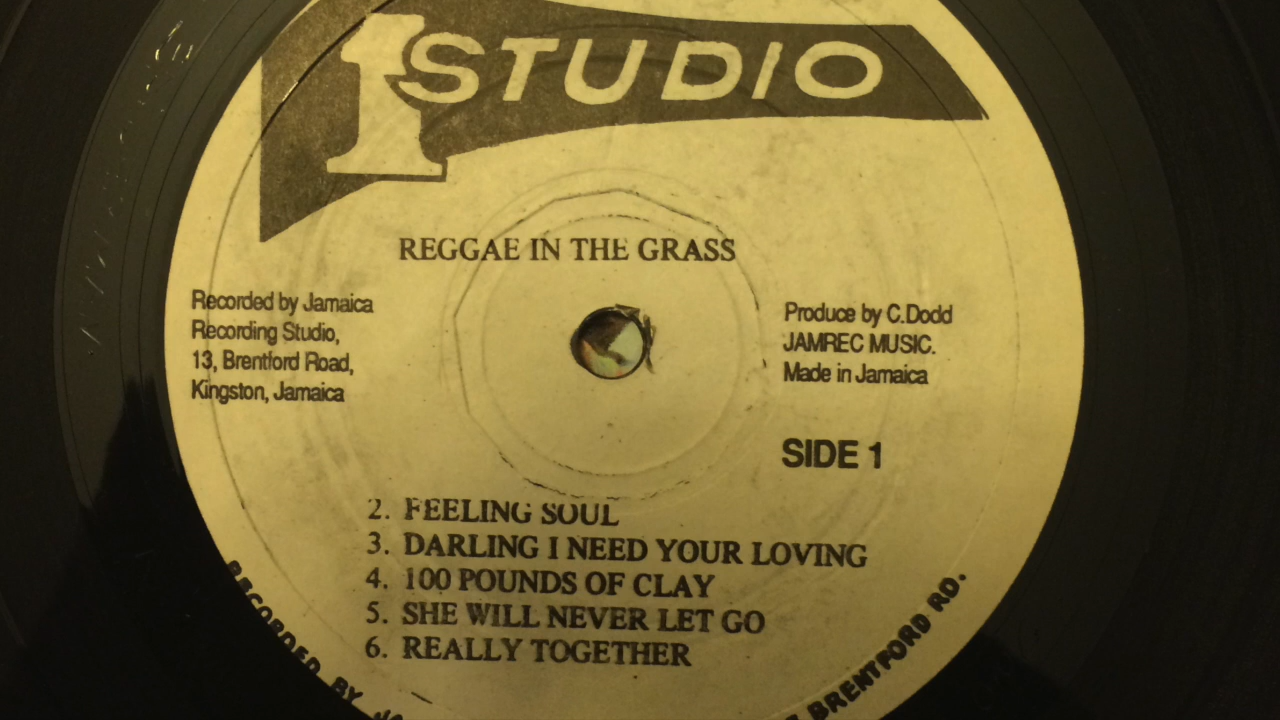 1 STUDIO
REGGAE IN THE GRASS
Recorded by Jamaica
Recording Studio,
13, Brentford Road,
Kingston, Jamaica
Produce by C.Dodd
JAMREC MUSIC.
Made in Jamaica
SIDE 1
2. FEELING SOUL
3. DARLING I NEED YOUR LOVING
4. 100 POUNDS OF CLAY
5. SHE WILL NEVER LET GO
6. REALLY TOGETHER
RECORDED BY
BRENTFORD RD.